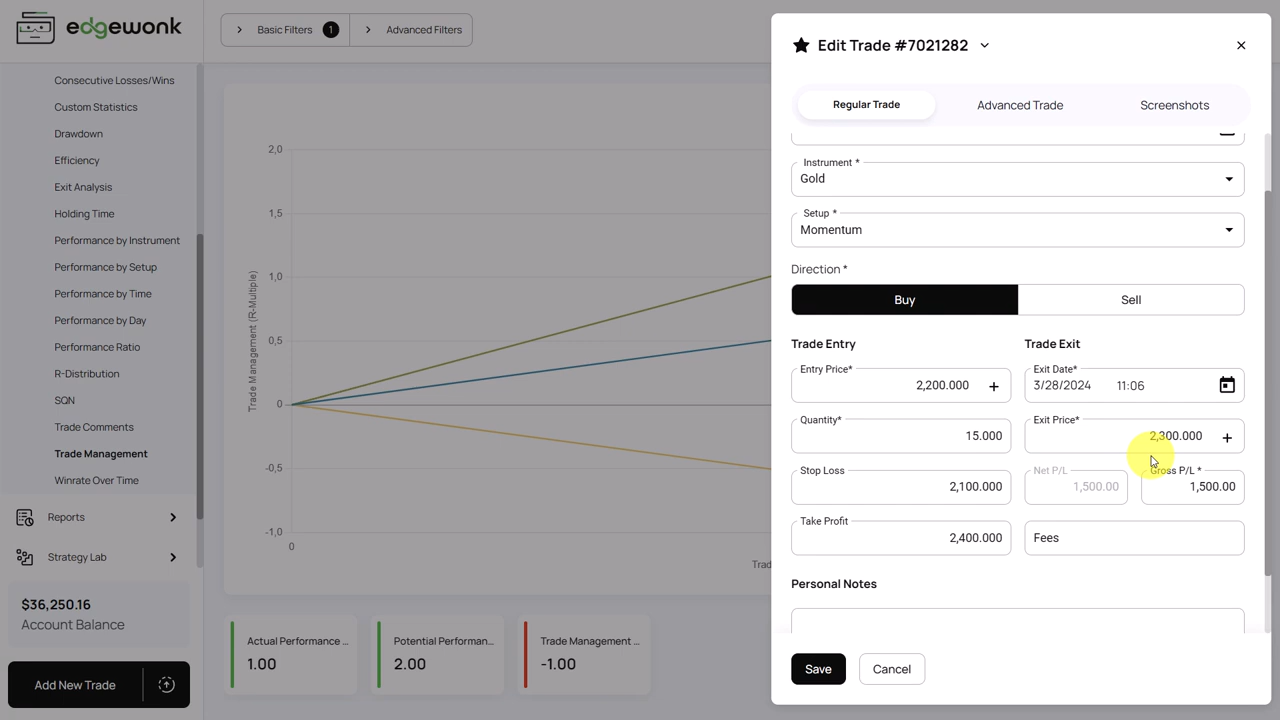 edgewonk
Basic Filters 1
Advanced Filters
Consecutive Losses/Wins
Custom Statistics
Drawdown
Efficiency
Exit Analysis
Holding Time
Performance by Instrument
Performance by Setup
Performance by Time
Performance by Day
Performance Ratio
R-Distribution
SQN
Trade Comments
Trade Management
Winrate Over Time
Reports
Strategy Lab
$36,250.16
Account Balance
Add New Trade
Trade Management (R-Multiple)
2,0
1,5
1,0
0,5
0
-0,5
-1,0
0
Trad
Actual Performance ...
1.00
Potential Performan...
2.00
Trade Management ...
-1.00
Edit Trade #7021282
Regular Trade
Advanced Trade
Screenshots
Instrument *
Gold
Setup *
Momentum
Direction *
Buy
Sell
Trade Entry
Trade Exit
Entry Price*
2,200.000 +
Exit Date*
3/28/2024 11:06
Quantity*
15.000
Exit Price*
2,300.000 +
Stop Loss
2,100.000
Net P/L
1,500.00
Gross P/L *
1,500.00
Take Profit
2,400.000
Fees
Personal Notes
Save
Cancel